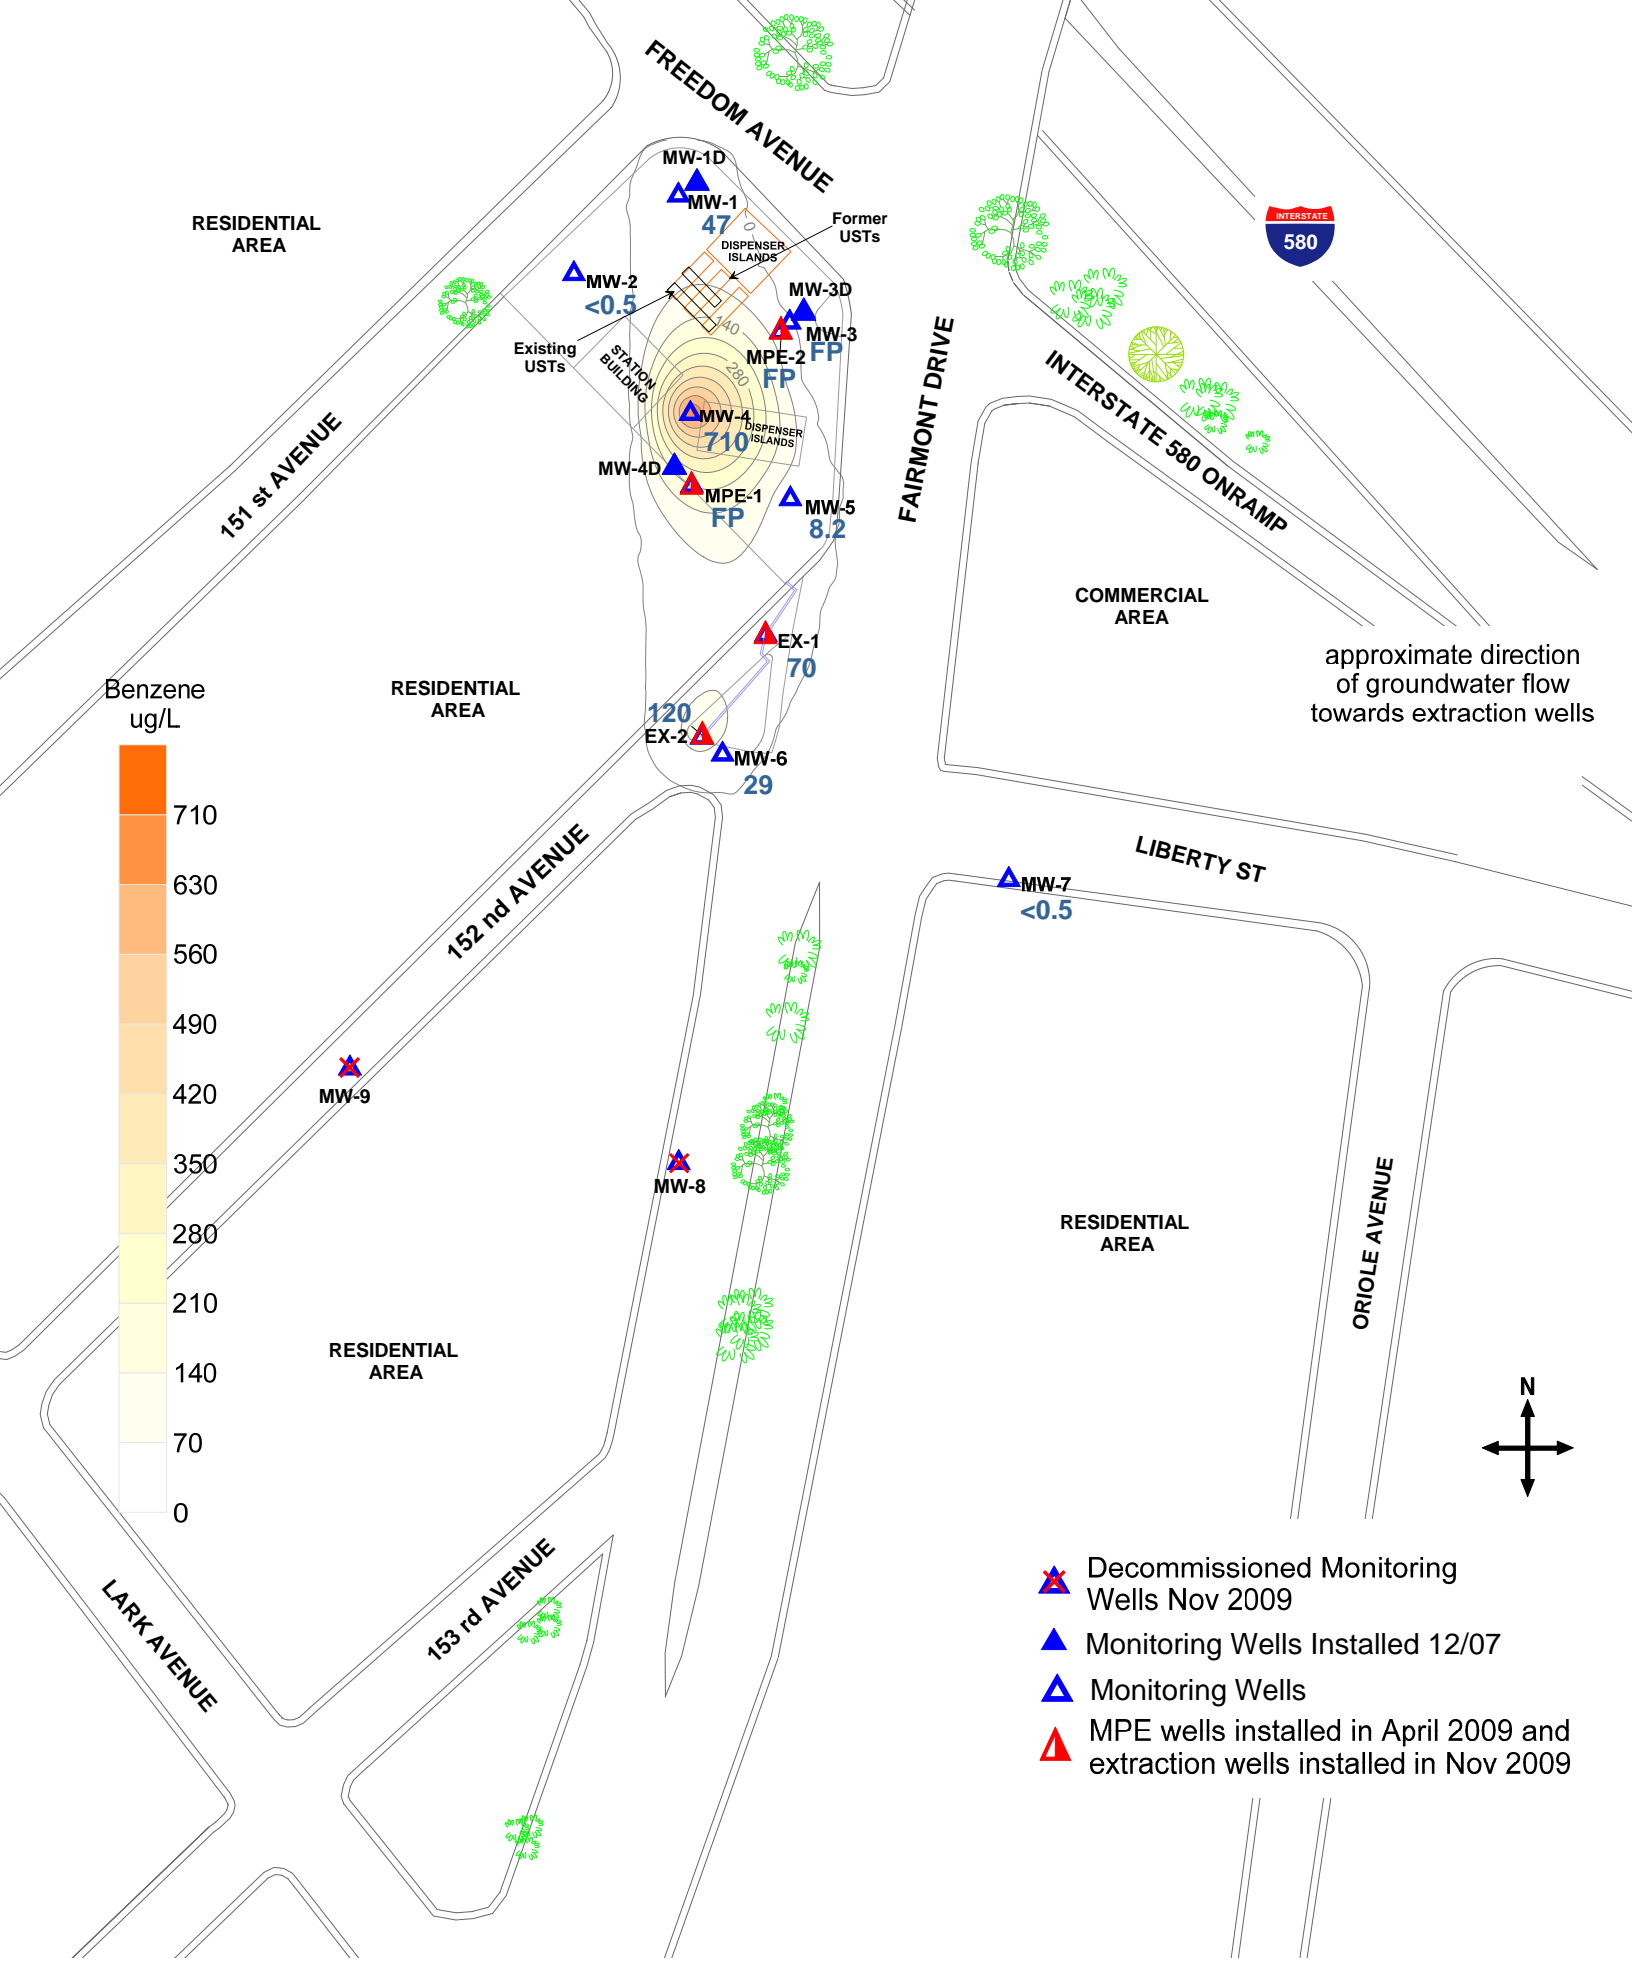 FREEDOM AVENUE
MW-1D
MW-1
47
Former
USTs
DISPENSER
ISLANDS
0
RESIDENTIAL
AREA
INTERSTATE
580
MW-2
<0.5
MW-3D
MW-3
FP
140
MPE-2
FP
Existing
USTs
STATION
BUILDING
280
MW-4
710
DISPENSER
ISLANDS
MW-4D
MPE-1
FP
MW-5
8.2
FAIRMONT DRIVE
INTERSTATE 580 ONRAMP
151 st AVENUE
COMMERCIAL
AREA
EX-1
70
approximate direction
of groundwater flow
towards extraction wells
RESIDENTIAL
AREA
120
EX-2
MW-6
29
Benzene
ug/L
710
630
560
490
420
350
280
210
140
70
0
152 nd AVENUE
LIBERTY ST
MW-7
<0.5
MW-9
MW-8
RESIDENTIAL
AREA
ORIOLE AVENUE
RESIDENTIAL
AREA
N
LARK AVENUE
153 rd AVENUE
Decommissioned Monitoring
Wells Nov 2009
Monitoring Wells Installed 12/07
Monitoring Wells
MPE wells installed in April 2009 and
extraction wells installed in Nov 2009